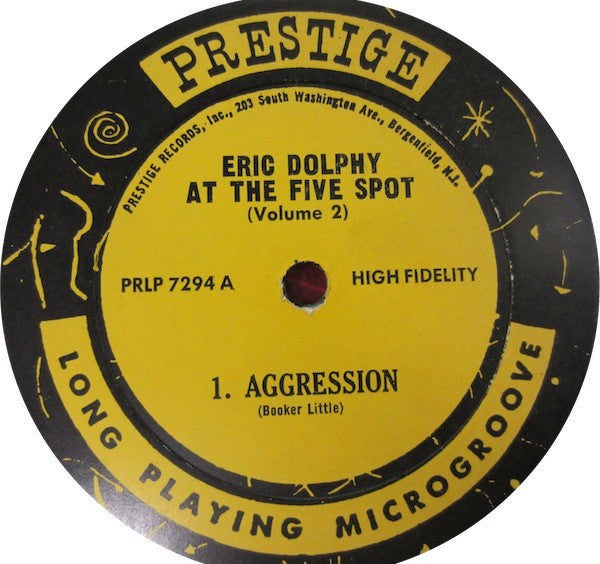 PRESTIGE
PRESTIGE RECORDS, Inc., 203 South Washington Ave., Bergenfield, N.J.
ERIC DOLPHY
AT THE FIVE SPOT
(Volume 2)
PRLP 7294 A
HIGH FIDELITY
1. AGGRESSION
(Booker Little)
LONG PLAYING MICROGROOVE